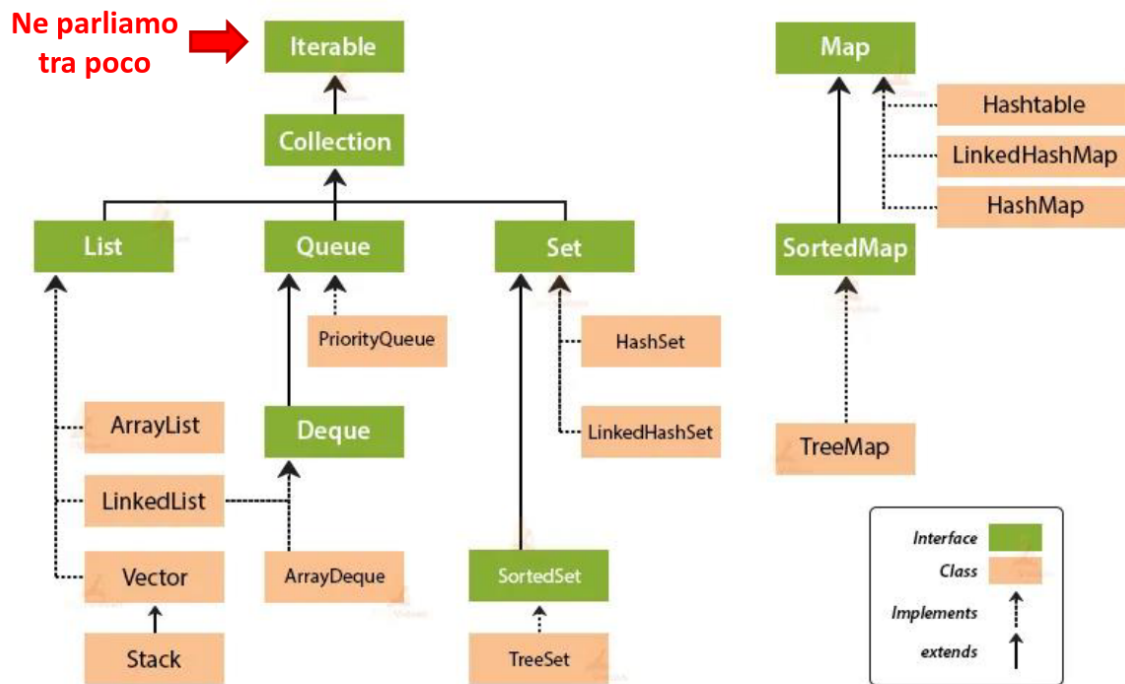 Ne parliamo
tra poco
Iterable
Collection
List
Queue
Set
PriorityQueue
HashSet
ArrayList
Deque
LinkedHashSet
LinkedList
Vector
ArrayDeque
SortedSet
Stack
TreeSet
Map
Hashtable
LinkedHashMap
HashMap
SortedMap
TreeMap
Interface
Class
Implements
extends